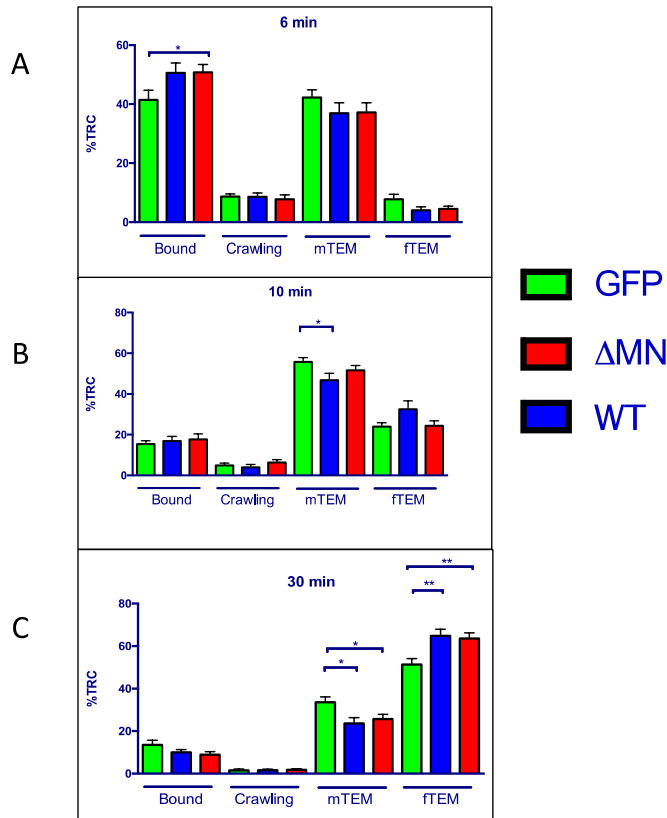 A
6 min
*
60
40
20
0
%TRC
Bound Crawling mTEM fTEM
B
10 min
*
80
60
40
20
0
%TRC
Bound Crawling mTEM fTEM
GFP
ΔMN
WT
C
30 min
**
**
*
*
80
60
40
20
0
%TRC
Bound Crawling mTEM fTEM